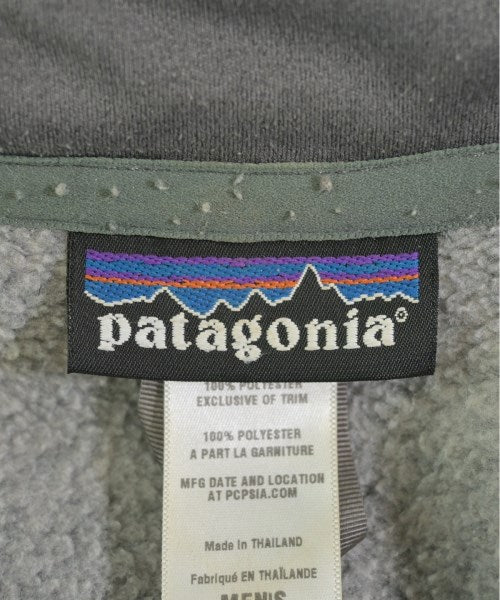 patagonia®
100% POLYESTER
EXCLUSIVE OF TRIM
100% POLYESTER
A PART LA GARNITURE
MFG DATE AND LOCATION
AT PCPSIA.COM
Made in THAILAND
Fabriqué EN THAÏLANDE
MEN'S